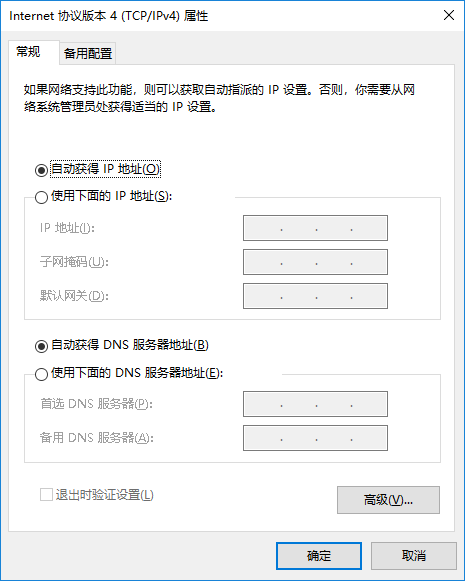 Internet 协议版本 4 (TCP/IPv4) 属性
常规
备用配置
如果网络支持此功能，则可以获取自动指派的 IP 设置。否则，你需要从网
络系统管理员处获得适当的 IP 设置。
自动获得 IP 地址(O)
使用下面的 IP 地址(S):
IP 地址(I):
子网掩码(U):
默认网关(D):
自动获得 DNS 服务器地址(B)
使用下面的 DNS 服务器地址(E):
首选 DNS 服务器(P):
备用 DNS 服务器(A):
退出时验证设置(L)
高级(V)...
确定
取消